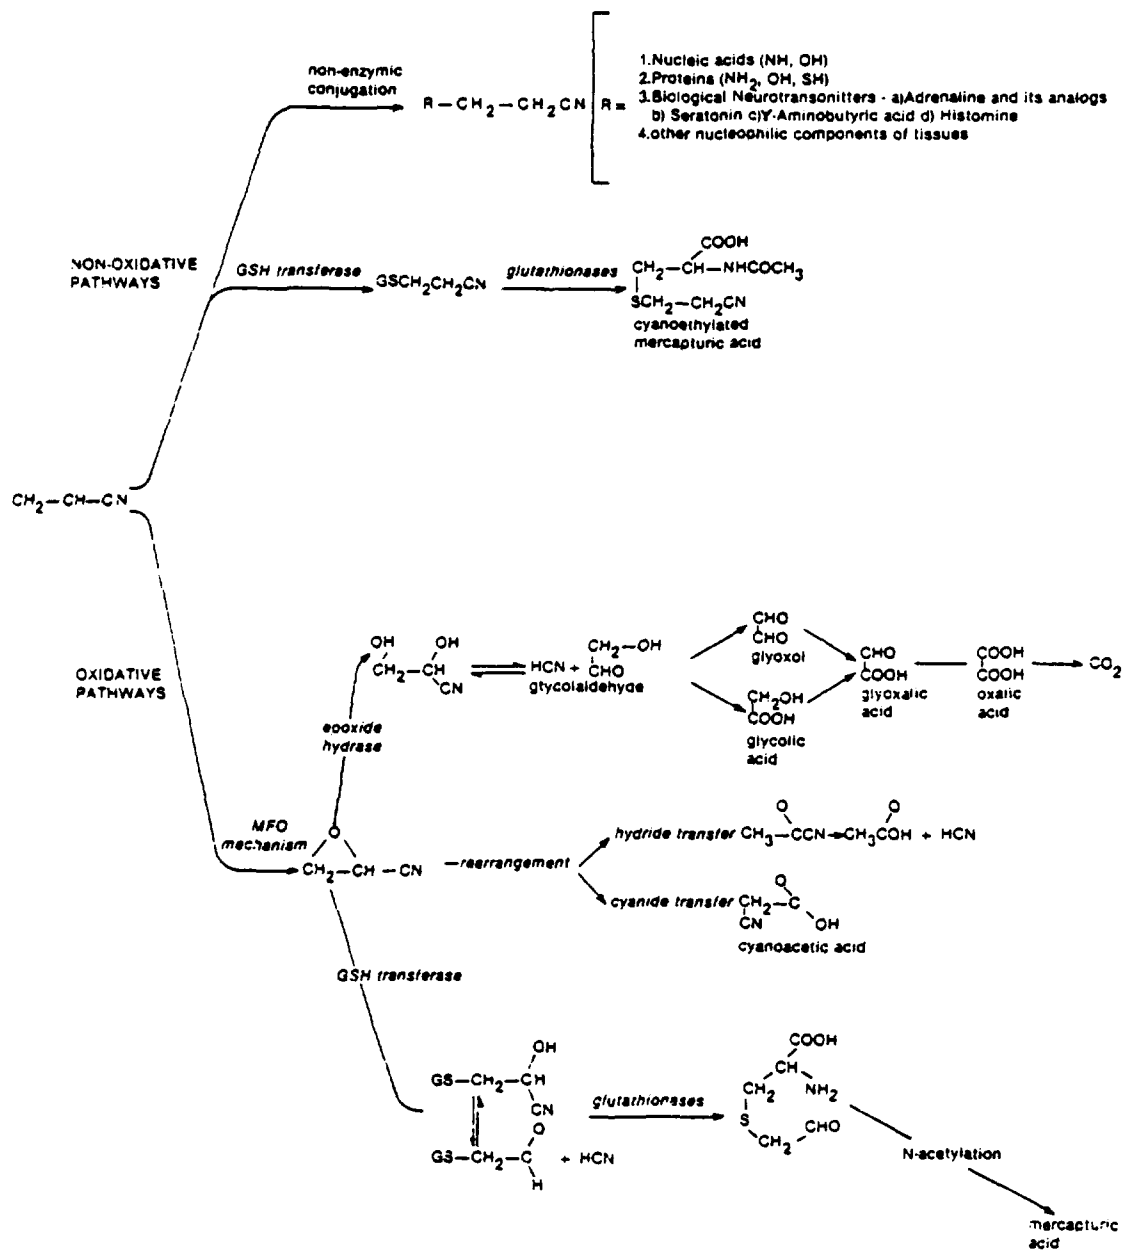 non-enzymic
conjugation
R—CH2—CH2CN R=
1.Nucleic acids (NH, OH)
2.Proteins (NH2, OH, SH)
3.Biological Neurotransonitters - a)Adrenaline and its analogs
b) Seratonin c)Y-Aminobutyric acid d) Histomine
4.other nucleophilic components of tissues
NON-OXIDATIVE
PATHWAYS
GSH transferase
GSCH2CH2CN
glutathionases
COOH
CH2—CH—NHCOCH3
SCH2—CH2CN
cyanoethylated
mercapturic acid
CH2—CH—CN
OXIDATIVE
PATHWAYS
OH OH
CH2—CH
CN
HCN +
CH2—OH
CHO
glycolaldehyde
CHO
CHO
glyoxol
CH2OH
COOH
glycolic
acid
CHO
COOH
glyoxalic
acid
COOH
COOH
oxalic
acid
CO2
epoxide
hydrase
MFO
mechanism
O
CH2—CH—CN
—rearrangement
hydride transfer
O O
CH3—CCN CH3COH + HCN
cyanide transfer
O
CH2—C
CN OH
cyanoacetic acid
GSH transferase
OH
GS—CH2—CH
CN
O
GS—CH2—C + HCN
H
glutathionases
COOH
CH
CH2 NH2
S CHO
CH2
N-acetylation
mercapturic
acid